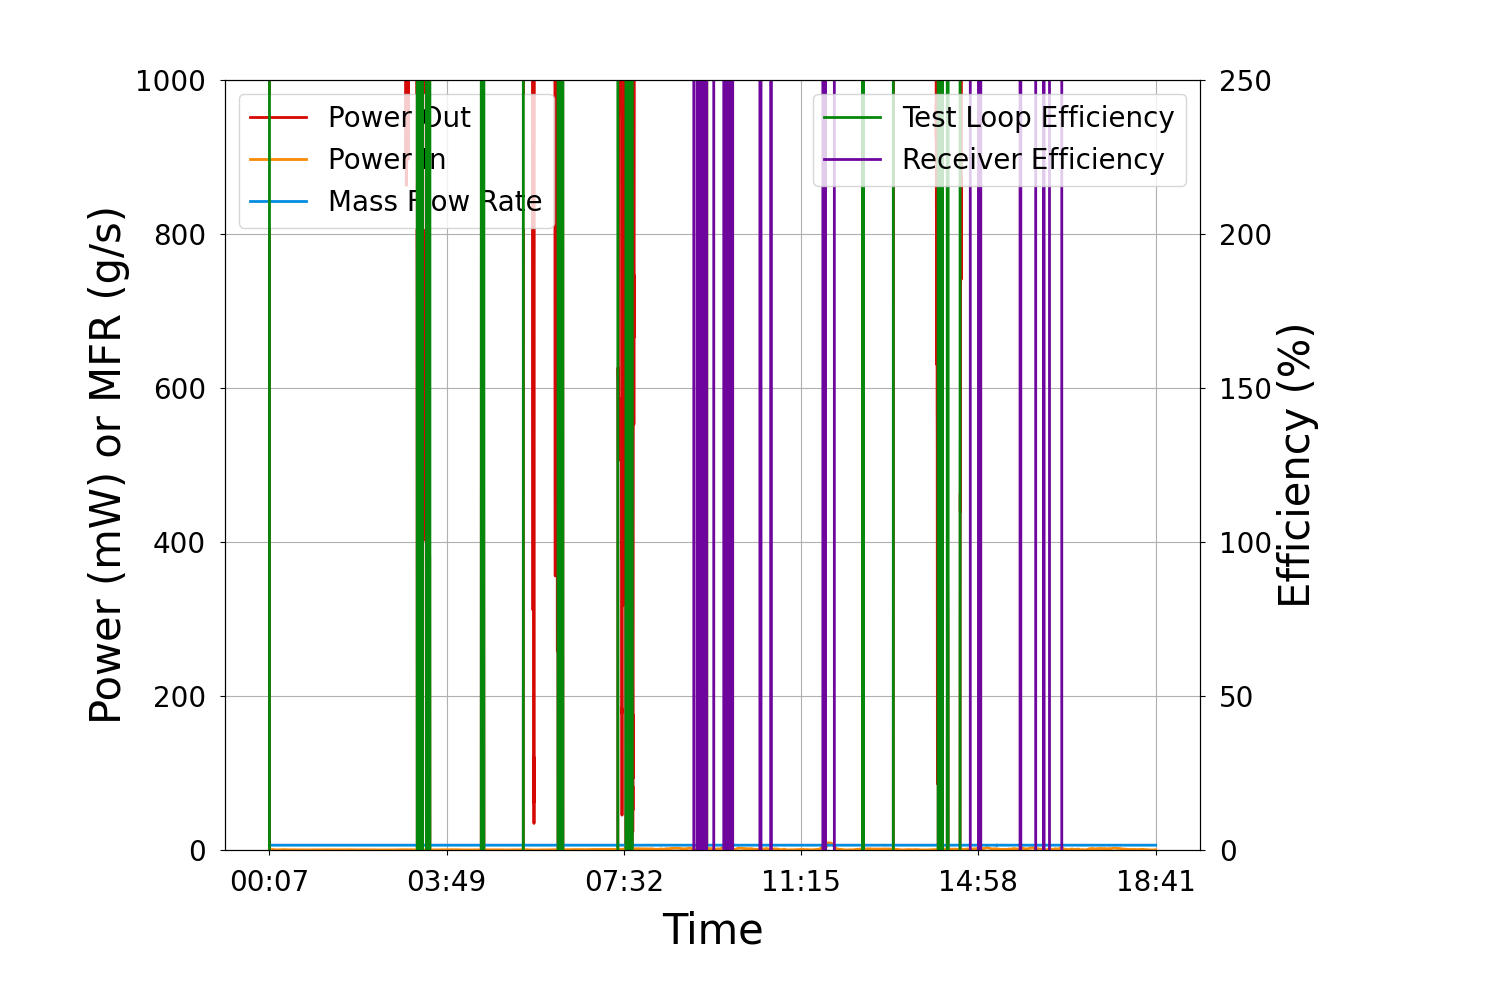 1000
800
600
400
200
0
Power (mW) or MFR (g/s)
Power Out
Power In
Mass Flow Rate
Test Loop Efficiency
Receiver Efficiency
250
200
150
100
50
0
Efficiency (%)
00:07 03:49 07:32 11:15 14:58 18:41
Time